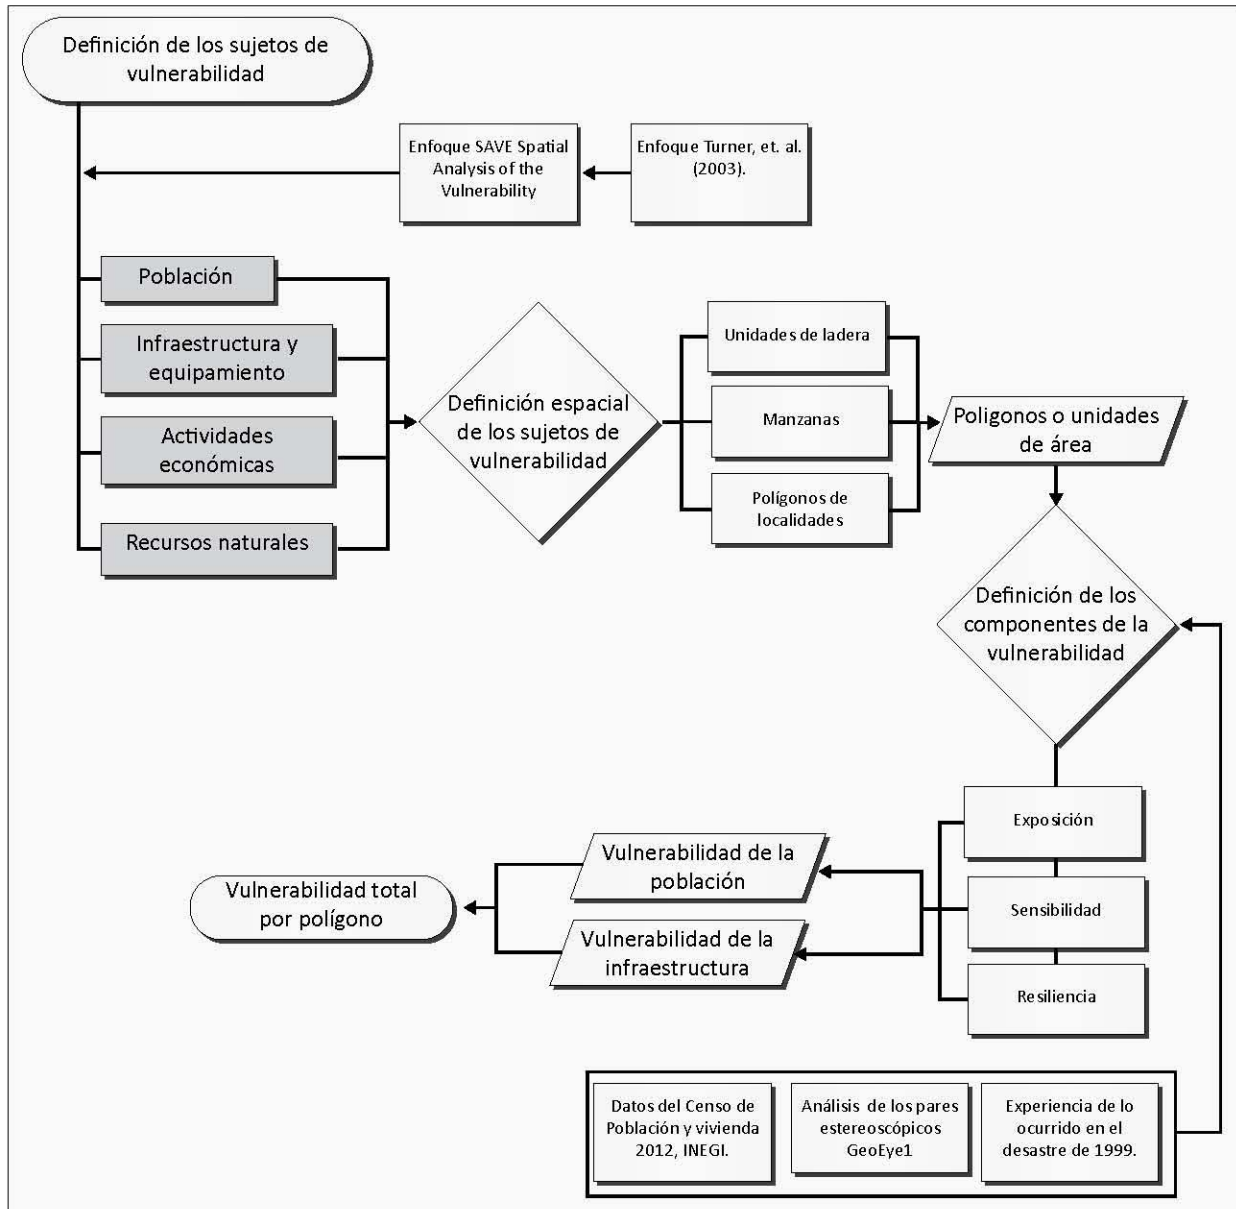 Definición de los sujetos de
vulnerabilidad
Enfoque SAVE Spatial
Analysis of the
Vulnerability
Enfoque Turner, et. al.
(2003).
Población
Infraestructura y
equipamiento
Actividades
económicas
Recursos naturales
Definición espacial
de los sujetos de
vulnerabilidad
Unidades de ladera
Manzanas
Polígonos de
localidades
Poligonos o unidades
de área
Definición de los
componentes de la
vulnerabilidad
Exposición
Sensibilidad
Resiliencia
Vulnerabilidad de la
población
Vulnerabilidad de la
infraestructura
Vulnerabilidad total
por polígono
Datos del Censo de
Población y vivienda
2012, INEGI.
Análisis de los pares
estereoscópicos
GeoEye1
Experiencia de lo
ocurrido en el
desastre de 1999.